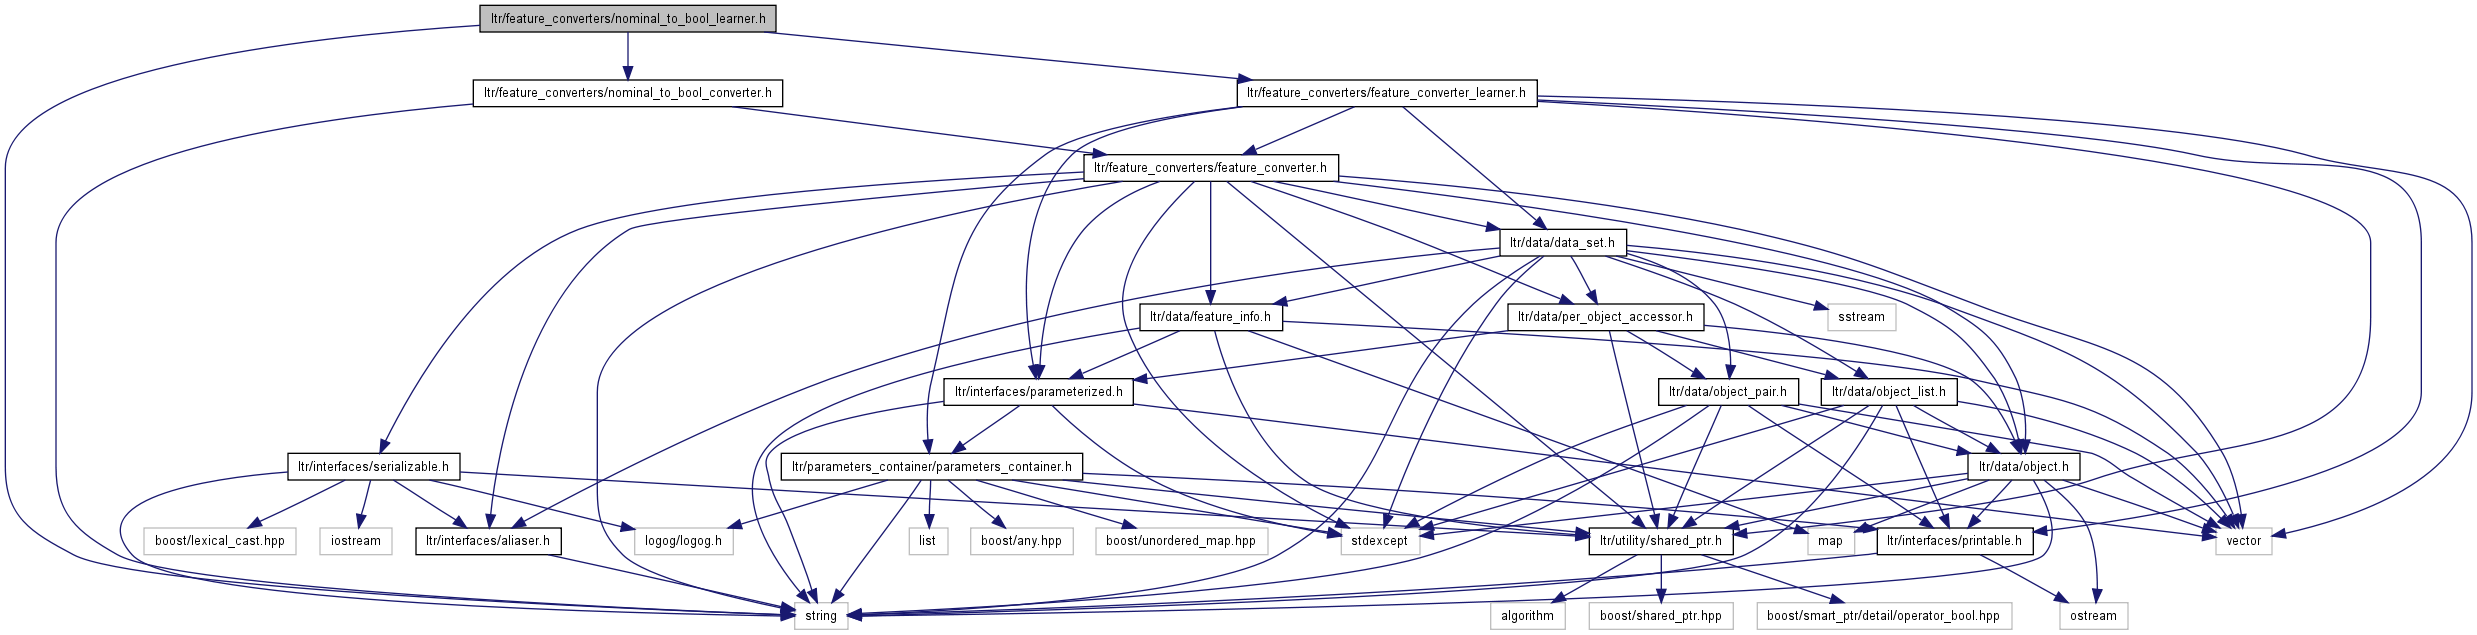 ltr/feature_converters/nominal_to_bool_learner.h
ltr/feature_converters/nominal_to_bool_converter.h
ltr/feature_converters/feature_converter_learner.h
ltr/feature_converters/feature_converter.h
ltr/data/data_set.h
ltr/data/feature_info.h
ltr/data/per_object_accessor.h
sstream
ltr/interfaces/parameterized.h
ltr/data/object_pair.h
ltr/data/object_list.h
ltr/interfaces/serializable.h
ltr/parameters_container/parameters_container.h
ltr/data/object.h
boost/lexical_cast.hpp
iostream
ltr/interfaces/aliaser.h
logog/logog.h
list
boost/any.hpp
boost/unordered_map.hpp
stdexcept
ltr/utility/shared_ptr.h
map
ltr/interfaces/printable.h
vector
string
algorithm
boost/shared_ptr.hpp
boost/smart_ptr/detail/operator_bool.hpp
ostream